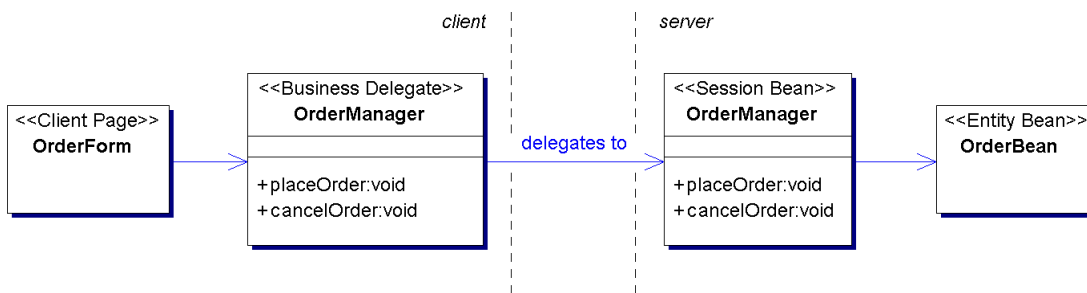 client
server
<<Client Page>>
OrderForm
<<Business Delegate>>
OrderManager
+placeOrder:void
+cancelOrder:void
delegates to
<<Session Bean>>
OrderManager
+placeOrder:void
+cancelOrder:void
<<Entity Bean>>
OrderBean